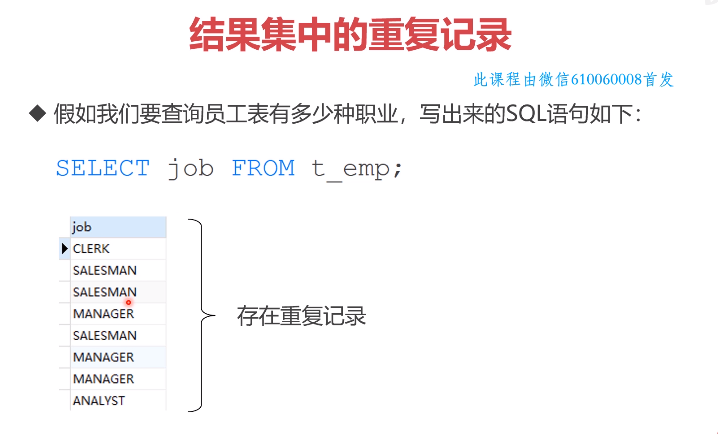 结果集中的重复记录
此课程由微信610060008首发
◆ 假如我们要查询员工表有多少种职业，写出来的SQL语句如下：
SELECT job FROM t_emp;
job
CLERK
SALESMAN
SALESMAN
MANAGER
SALESMAN
MANAGER
MANAGER
ANALYST
存在重复记录